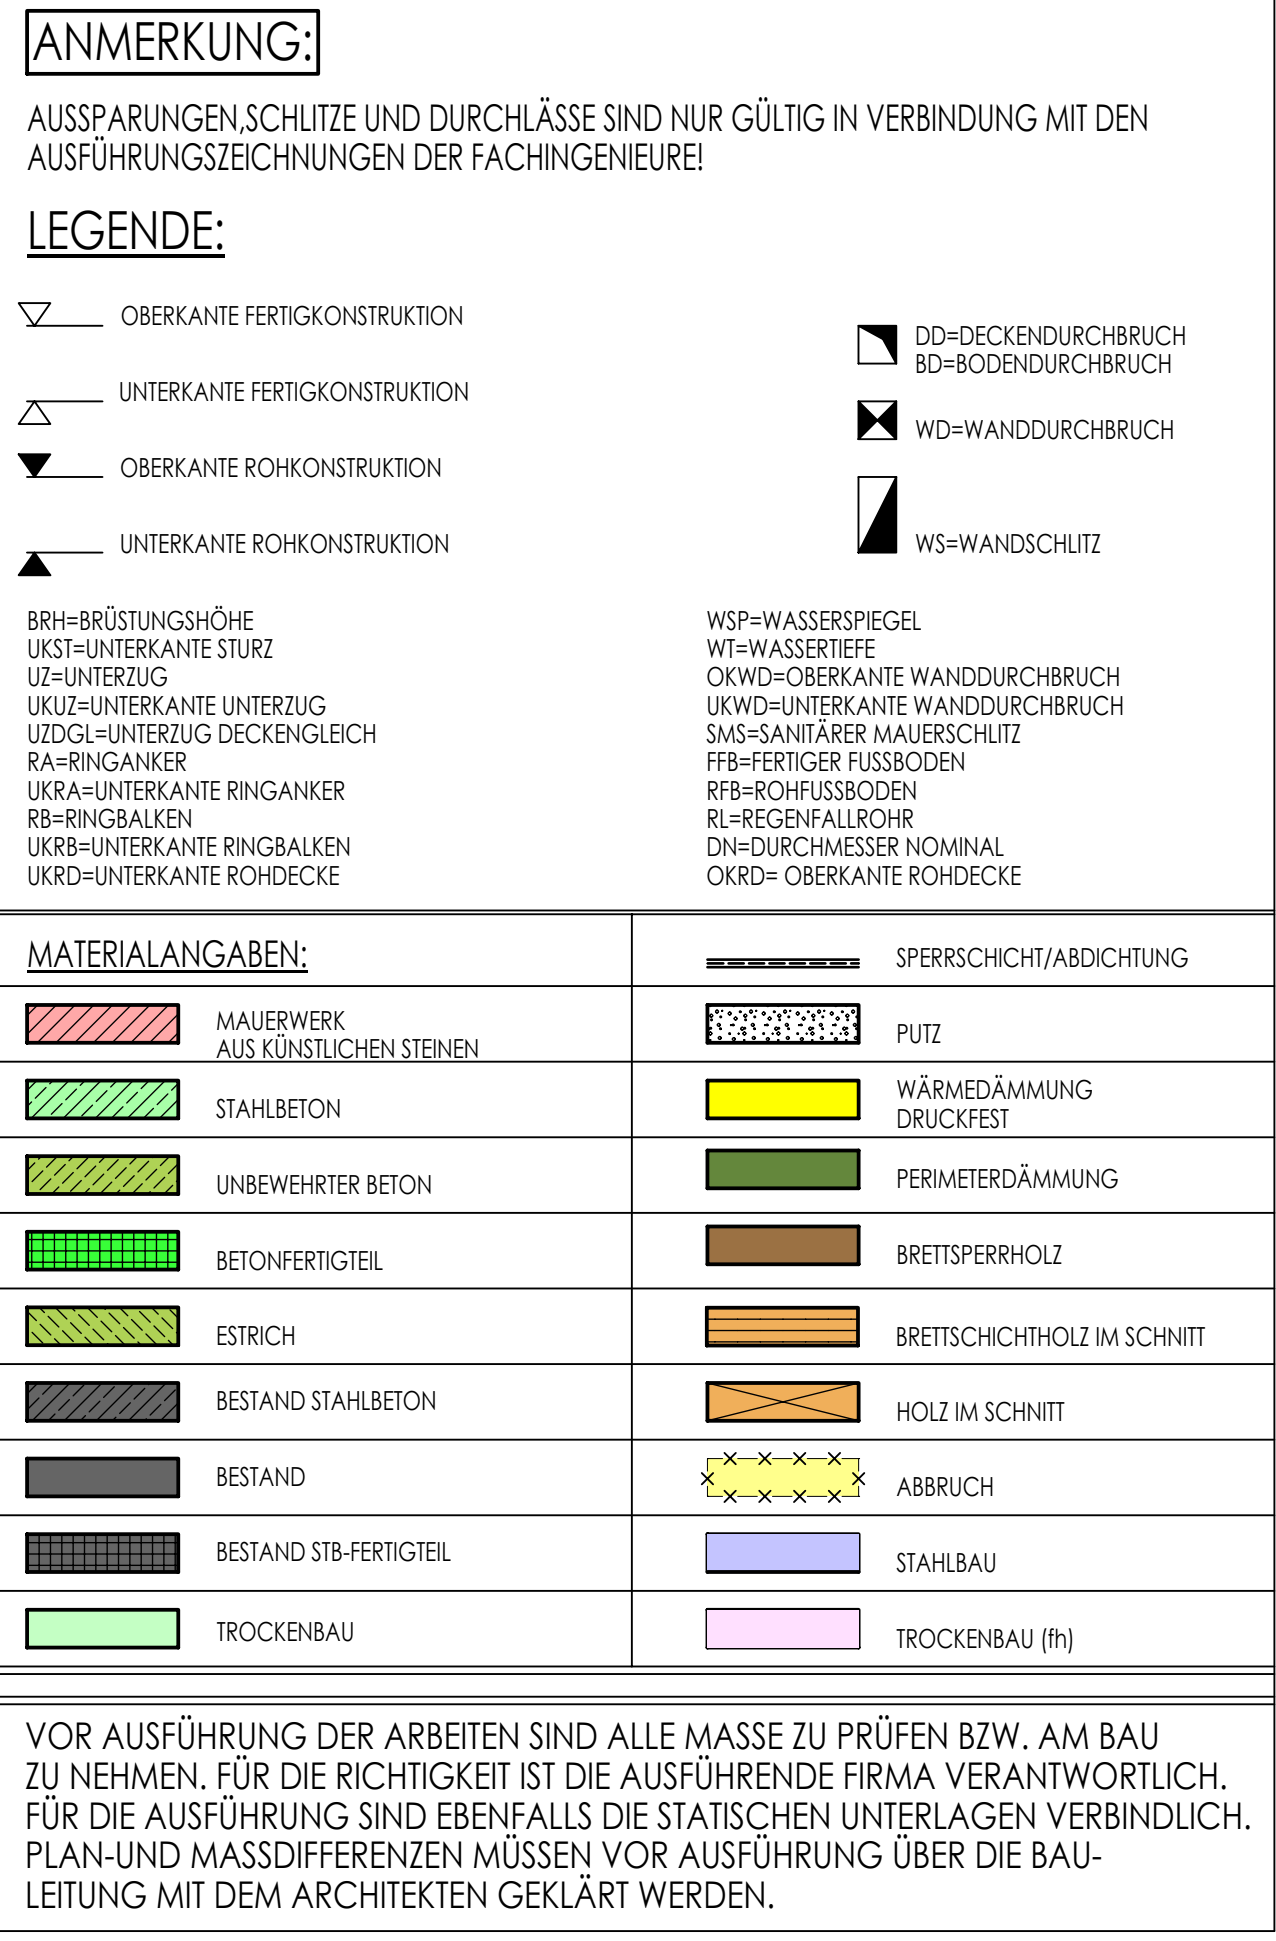 ANMERKUNG:
AUSSPARUNGEN,SCHLITZE UND DURCHLÄSSE SIND NUR GÜLTIG IN VERBINDUNG MIT DEN
AUSFÜHRUNGSZEICHNUNGEN DER FACHINGENIEURE!
LEGENDE:
OBERKANTE FERTIGKONSTRUKTION
UNTERKANTE FERTIGKONSTRUKTION
OBERKANTE ROHKONSTRUKTION
UNTERKANTE ROHKONSTRUKTION
DD=DECKENDURCHBRUCH
BD=BODENDURCHBRUCH
WD=WANDDURCHBRUCH
WS=WANDSCHLITZ
BRH=BRÜSTUNGSHÖHE
UKST=UNTERKANTE STURZ
UZ=UNTERZUG
UKUZ=UNTERKANTE UNTERZUG
UZDGL=UNTERZUG DECKENGLEICH
RA=RINGANKER
UKRA=UNTERKANTE RINGANKER
RB=RINGBALKEN
UKRB=UNTERKANTE RINGBALKEN
UKRD=UNTERKANTE ROHDECKE
WSP=WASSERSPIEGEL
WT=WASSERTIEFE
OKWD=OBERKANTE WANDDURCHBRUCH
UKWD=UNTERKANTE WANDDURCHBRUCH
SMS=SANITÄRER MAUERSCHLITZ
FFB=FERTIGER FUSSBODEN
RFB=ROHFUSSBODEN
RL=REGENFALLROHR
DN=DURCHMESSER NOMINAL
OKRD= OBERKANTE ROHDECKE
MATERIALANGABEN:
MAUERWERK
AUS KÜNSTLICHEN STEINEN
STAHLBETON
UNBEWEHRTER BETON
BETONFERTIGTEIL
ESTRICH
BESTAND STAHLBETON
BESTAND
BESTAND STB-FERTIGTEIL
TROCKENBAU
SPERRSCHICHT/ABDICHTUNG
PUTZ
WÄRMEDÄMMUNG
DRUCKFEST
PERIMETERDÄMMUNG
BRETTSPERRHOLZ
BRETTSCHICHTHOLZ IM SCHNITT
HOLZ IM SCHNITT
ABBRUCH
STAHLBAU
TROCKENBAU (fh)
VOR AUSFÜHRUNG DER ARBEITEN SIND ALLE MASSE ZU PRÜFEN BZW. AM BAU
ZU NEHMEN. FÜR DIE RICHTIGKEIT IST DIE AUSFÜHRENDE FIRMA VERANTWORTLICH.
FÜR DIE AUSFÜHRUNG SIND EBENFALLS DIE STATISCHEN UNTERLAGEN VERBINDLICH.
PLAN-UND MASSDIFFERENZEN MÜSSEN VOR AUSFÜHRUNG ÜBER DIE BAU-
LEITUNG MIT DEM ARCHITEKTEN GEKLÄRT WERDEN.